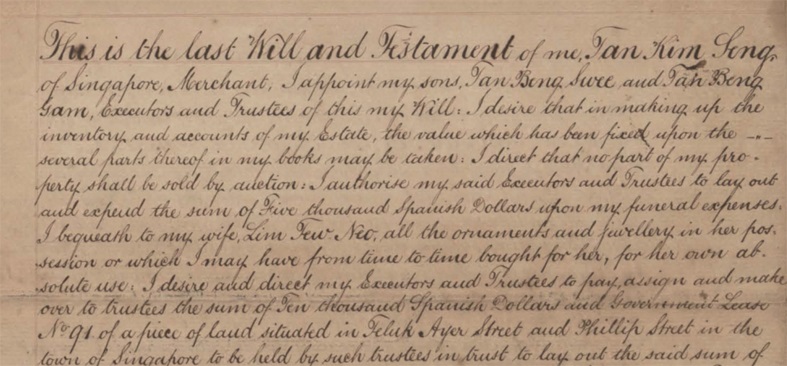 This is the last Will and Testament of me, Tan Kim Seng,
of Singapore, Merchant, I appoint my sons, Tan Beng Swee and Tan Beng
Gam, Executors and Trustees of this my Will: I desire that in making up the
inventory and accounts of my Estate, the value which has been fixed upon the -.-
several parts thereof in my books may be taken: I direct that no part of my pro-
perty shall be sold by auction: I authorise my said Executors and Trustees to lay out
and expend the sum of Five thousand Spanish Dollars upon my funeral expenses:
I bequeath to my wife, Lim Tew Neo, all the ornaments and jewellery in her pos-
session or which I may have from time to time bought for her, for her own ab-
solute use: I desire and direct my Executors and Trustees to pay, assign and make
over to trustees the sum of Ten thousand Spanish Dollars and Government Lease
No 91 of a piece of land situated in Teluk Ayer Street and Phillip Street in the
town of Singapore to be held by such trustees in trust to lay out the said sum of